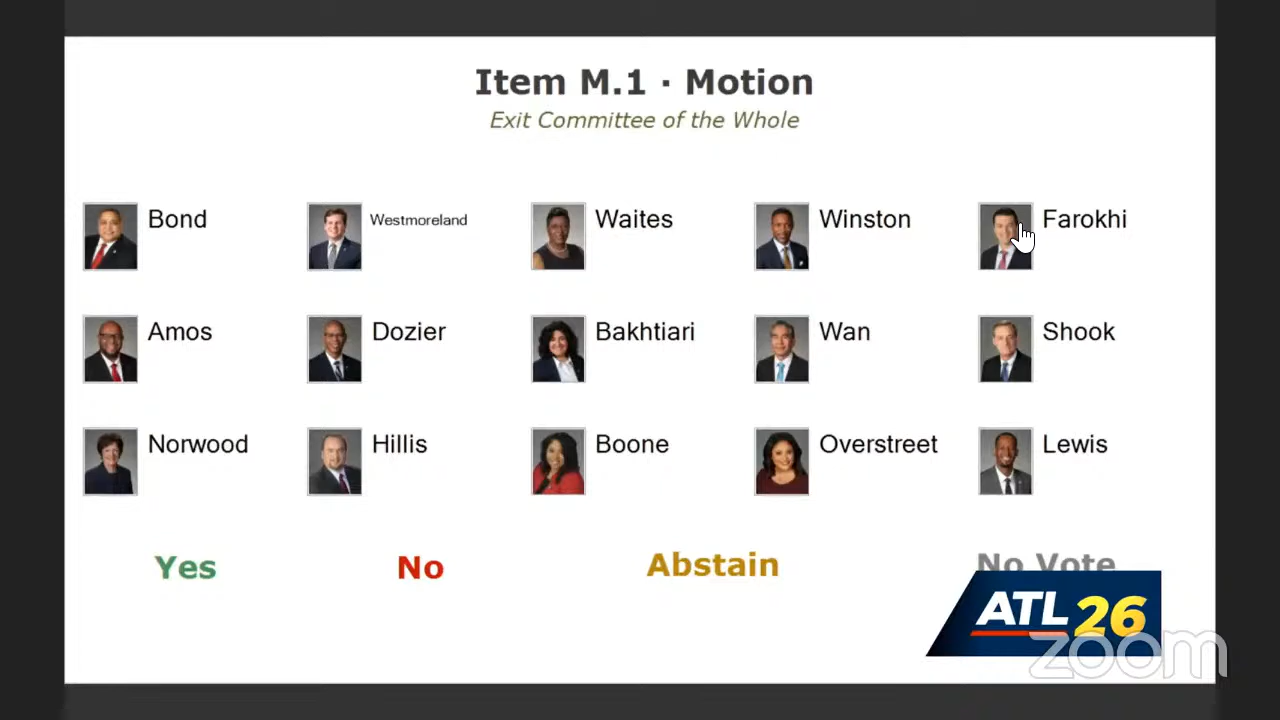 Item M.1 · Motion
Exit Committee of the Whole
Bond
Westmoreland
Waites
Winston
Farokhi
Amos
Dozier
Bakhtiari
Wan
Shook
Norwood
Hillis
Boone
Overstreet
Lewis
Yes
No
Abstain
No Vote
ATL 26
zoom